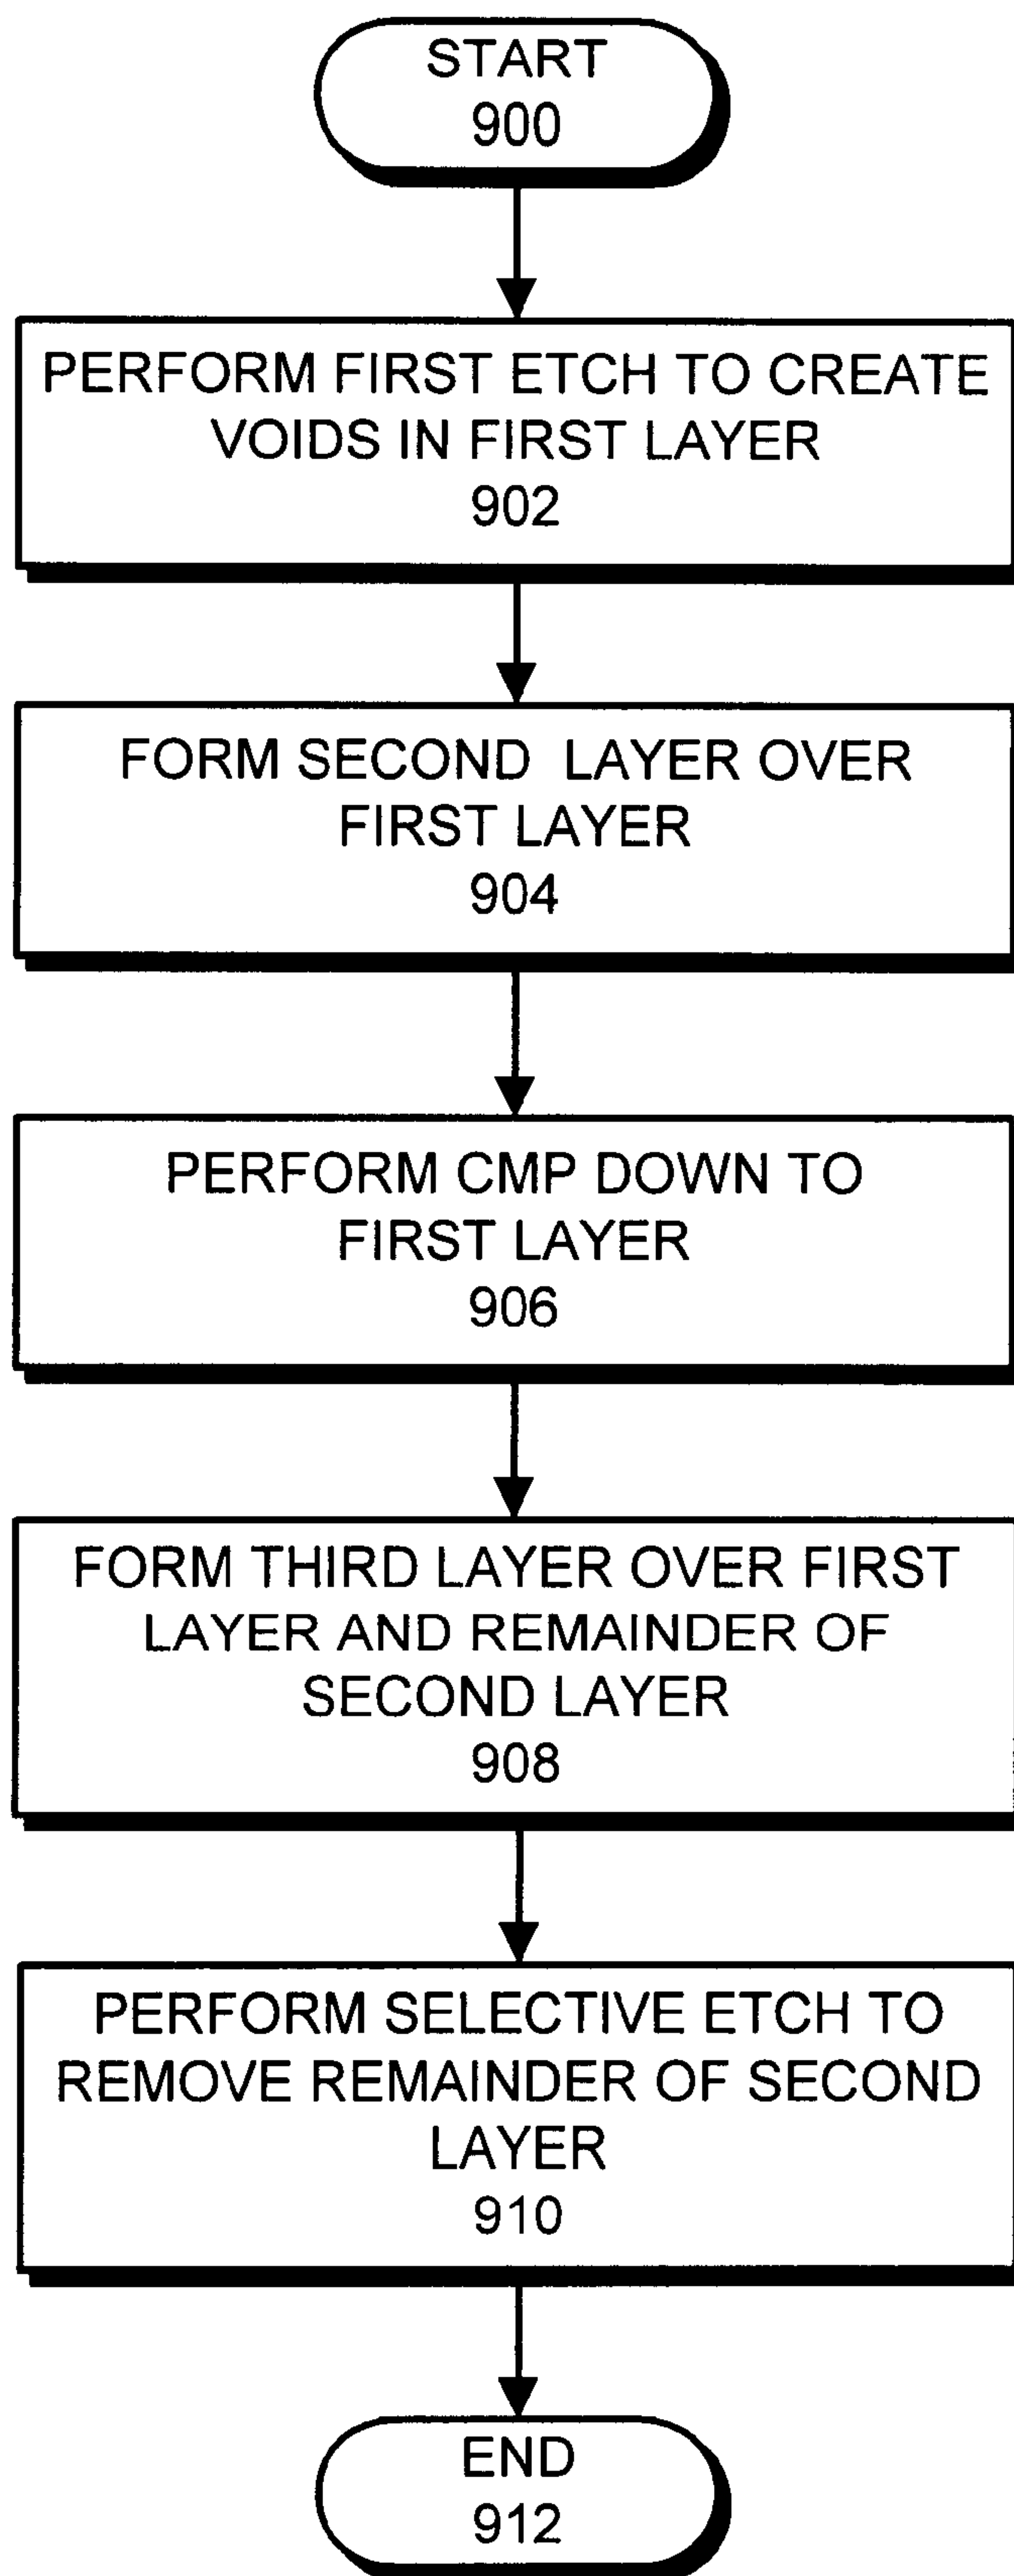 START
900
PERFORM FIRST ETCH TO CREATE
VOIDS IN FIRST LAYER
902
FORM SECOND LAYER OVER
FIRST LAYER
904
PERFORM CMP DOWN TO
FIRST LAYER
906
FORM THIRD LAYER OVER FIRST
LAYER AND REMAINDER OF
SECOND LAYER
908
PERFORM SELECTIVE ETCH TO
REMOVE REMAINDER OF SECOND
LAYER
910
END
912